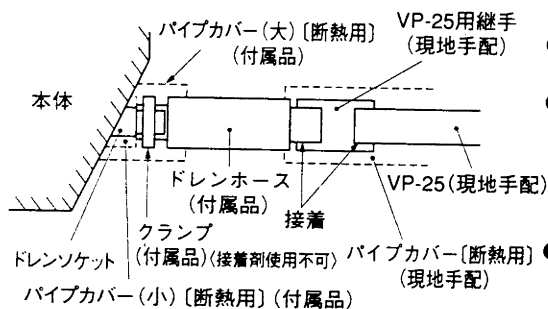 パイプカバー(大)〔断熱用〕
(付属品)
VP-25用継手
(現地手配)
本体
ドレンホース
(付属品)
接着
VP-25(現地手配)
クランプ
(付属品)〈接着剤使用不可〉
ドレンソケット
パイプカバー〔断熱用〕
(現地手配)
パイプカバー(小)〔断熱用〕(付属品)